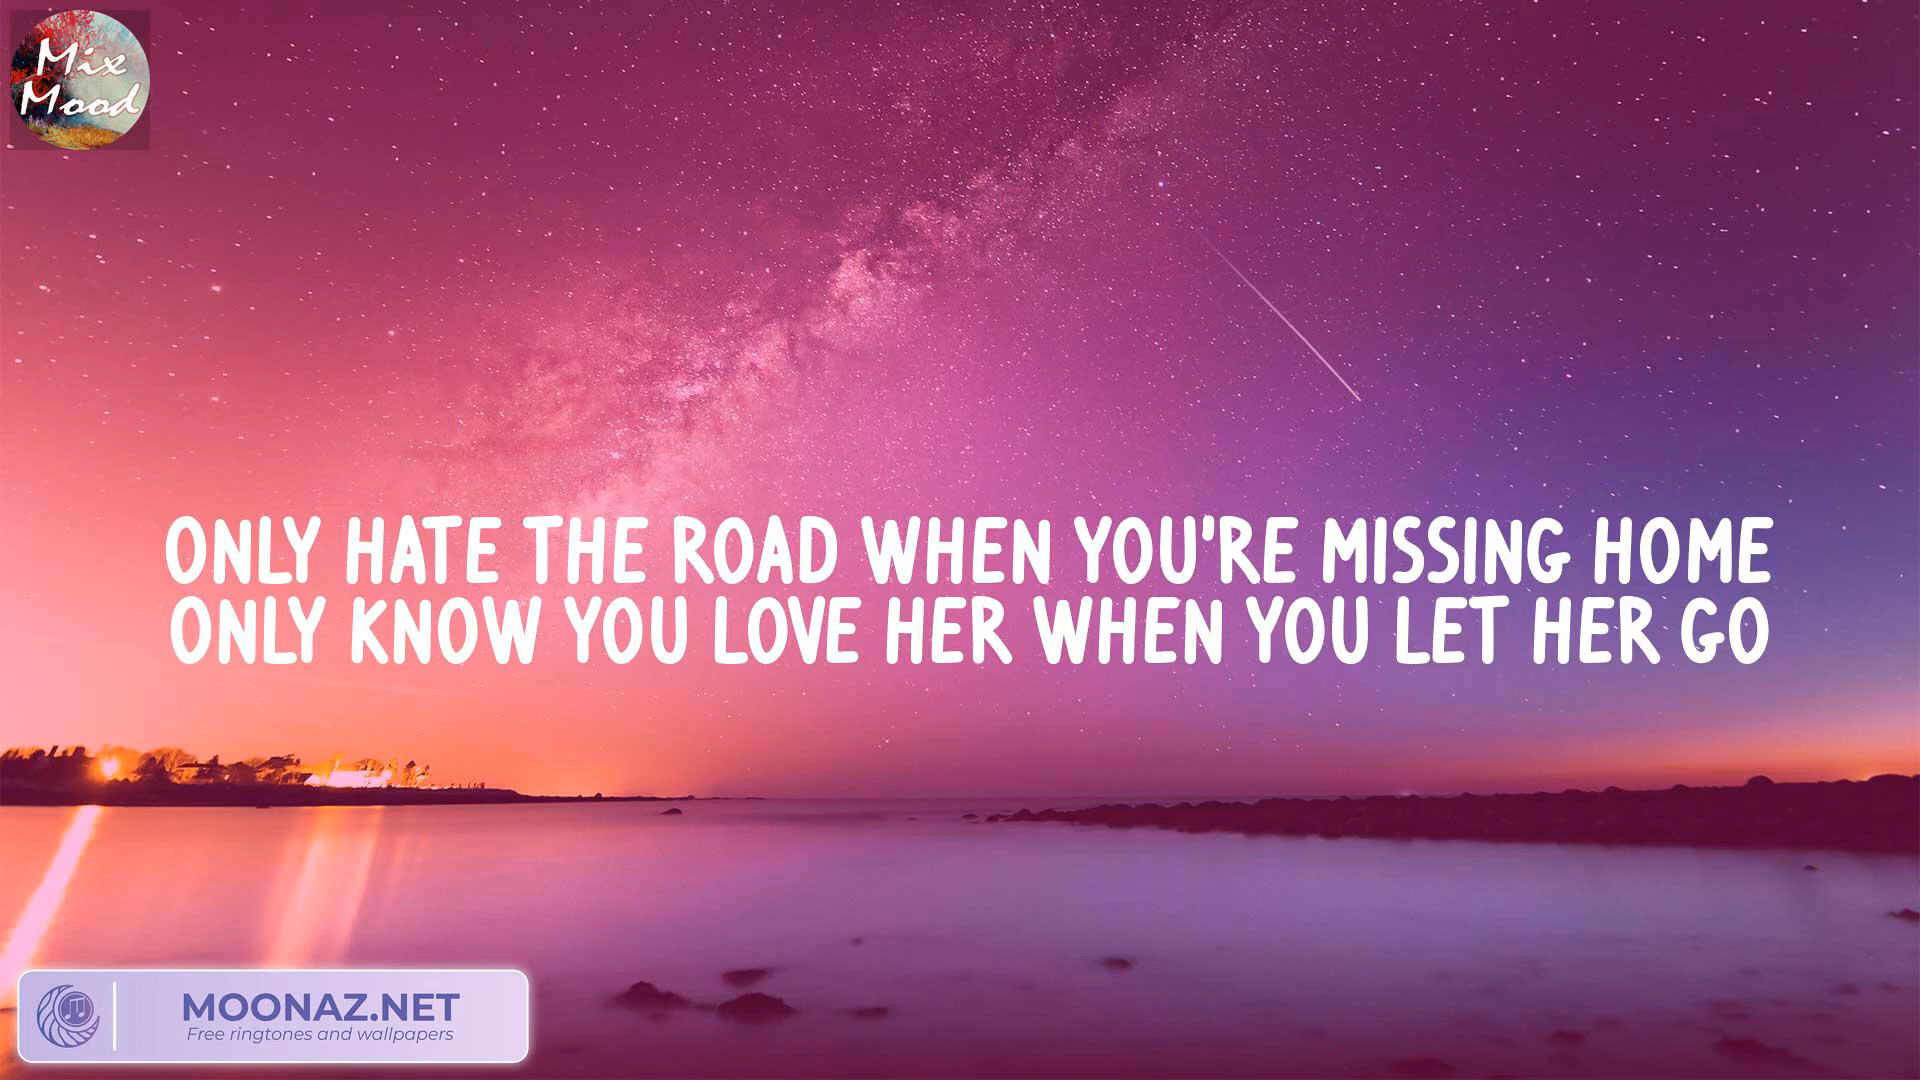 Mix
Mood
ONLY HATE THE ROAD WHEN YOU'RE MISSING HOME
ONLY KNOW YOU LOVE HER WHEN YOU LET HER GO
MOONAZ.NET
Free ringtones and wallpapers